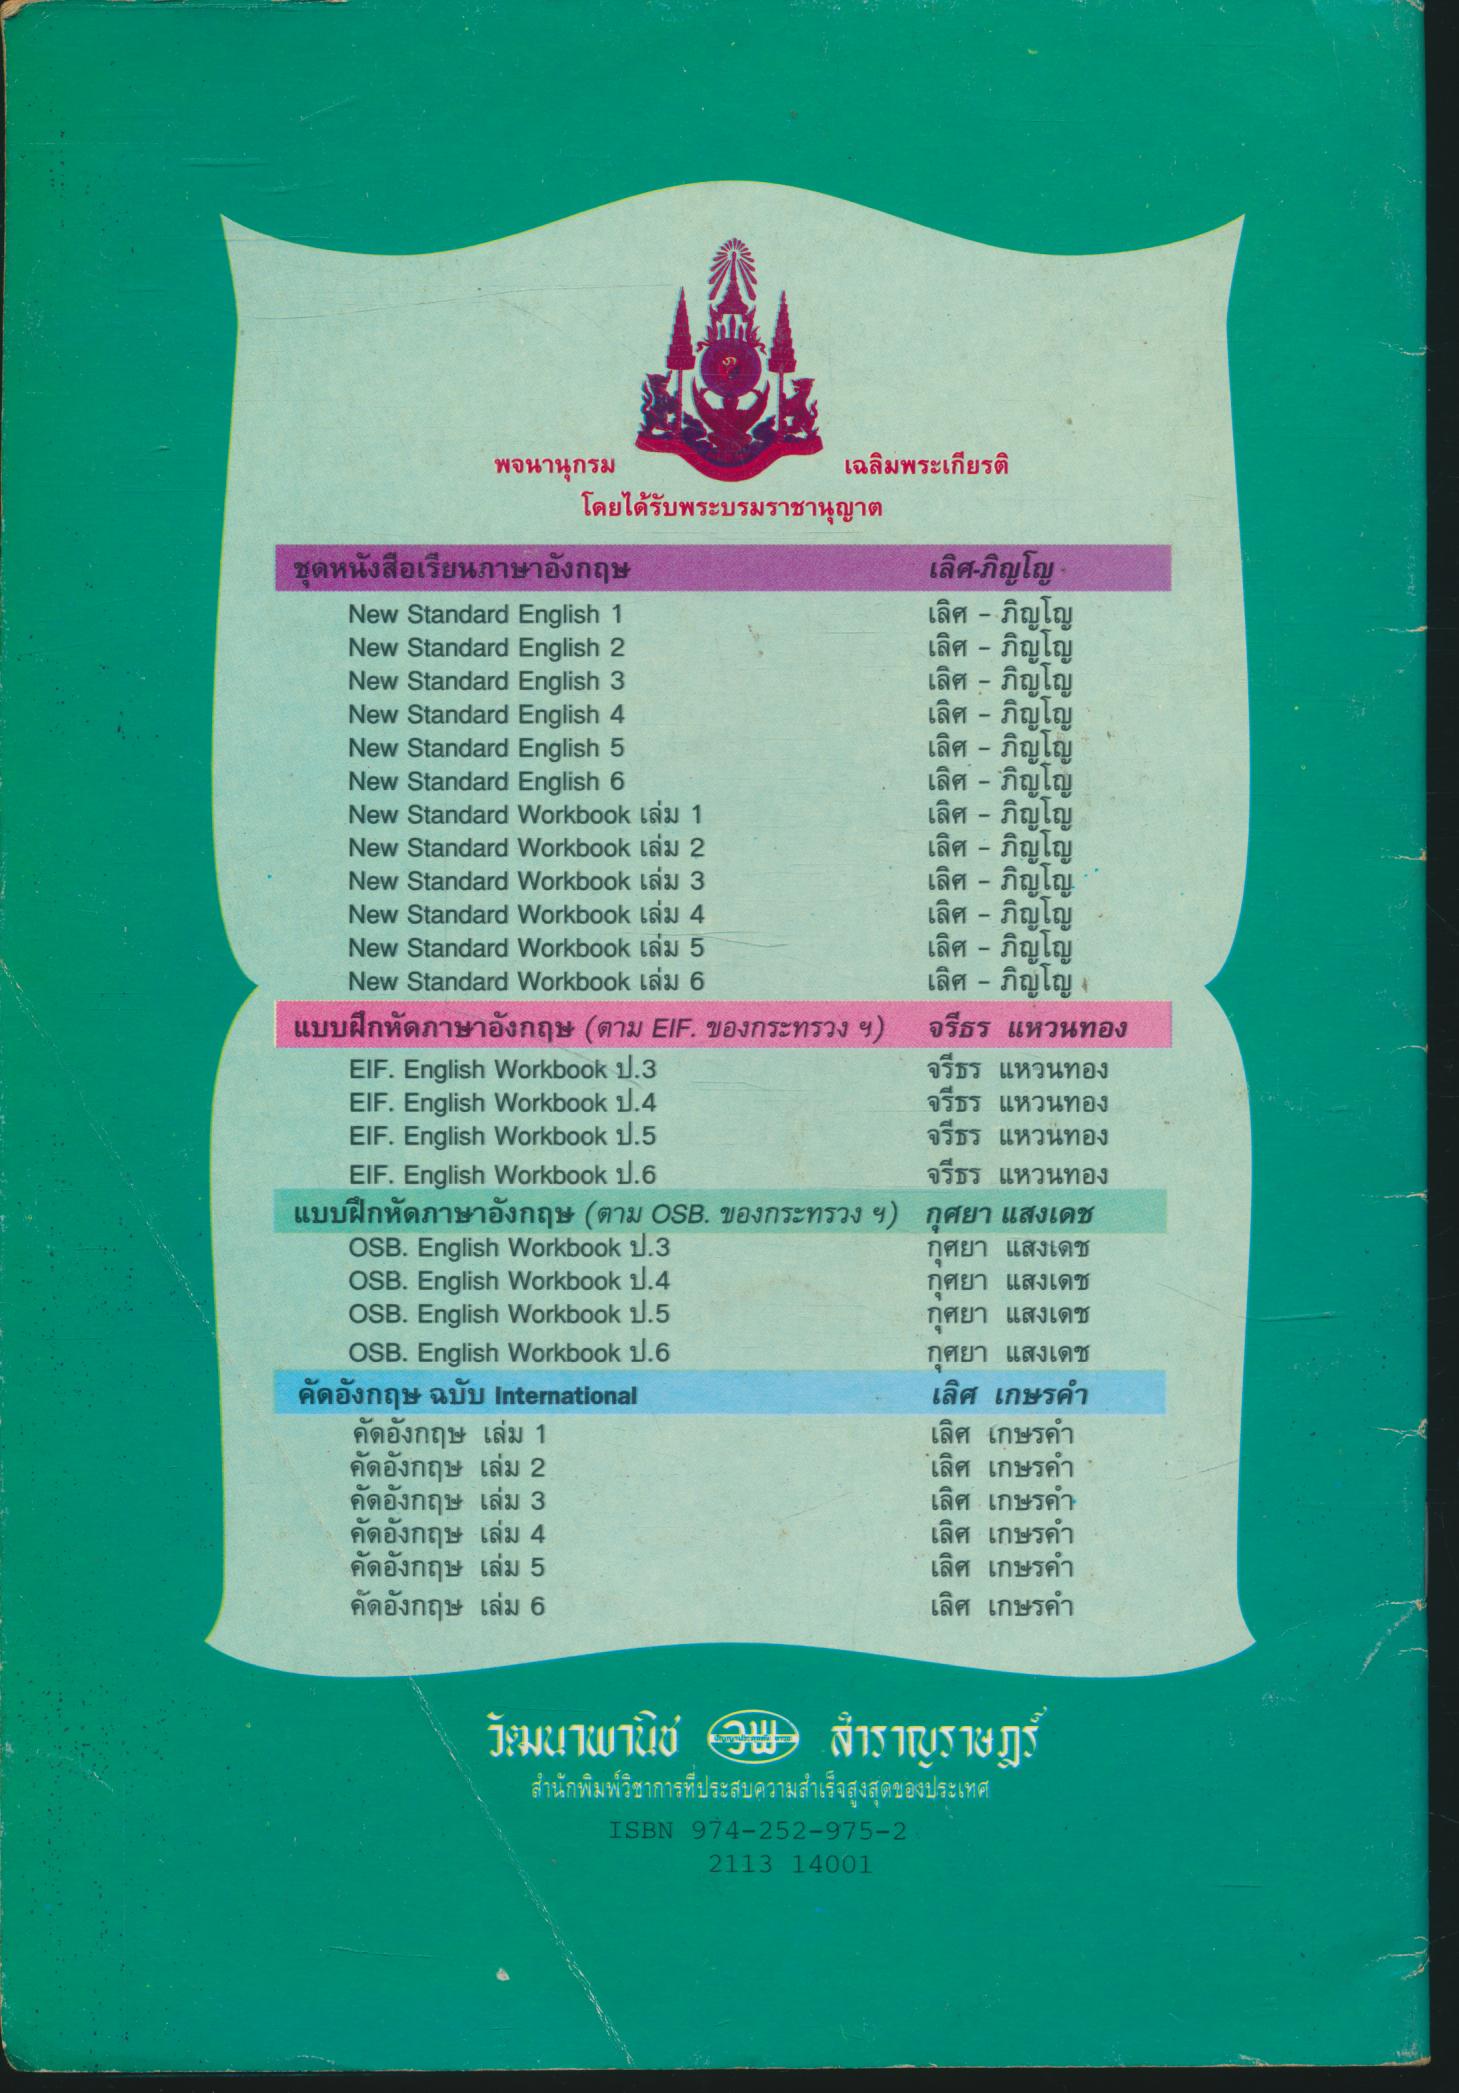 พจนานุกรม เฉลิมพระเกียรติ
โดยได้รับพระบรมราชานุญาต
ชุดหนังสือเรียนภาษาอังกฤษ เลิศ-ภิญโญ
New Standard English 1 เลิศ - ภิญโญ
New Standard English 2 เลิศ - ภิญโญ
New Standard English 3 เลิศ - ภิญโญ
New Standard English 4 เลิศ - ภิญโญ
New Standard English 5 เลิศ - ภิญโญ
New Standard English 6 เลิศ - ภิญโญ
New Standard Workbook เล่ม 1 เลิศ - ภิญโญ
New Standard Workbook เล่ม 2 เลิศ - ภิญโญ
New Standard Workbook เล่ม 3 เลิศ - ภิญโญ
New Standard Workbook เล่ม 4 เลิศ - ภิญโญ
New Standard Workbook เล่ม 5 เลิศ - ภิญโญ
New Standard Workbook เล่ม 6 เลิศ - ภิญโญ
แบบฝึกหัดภาษาอังกฤษ (ตาม EIF. ของกระทรวง ฯ) จรีธร แหวนทอง
EIF. English Workbook ป.3 จรีธร แหวนทอง
EIF. English Workbook ป.4 จรีธร แหวนทอง
EIF. English Workbook ป.5 จรีธร แหวนทอง
EIF. English Workbook ป.6 จรีธร แหวนทอง
แบบฝึกหัดภาษาอังกฤษ (ตาม OSB. ของกระทรวง ฯ) กุศยา แสงเดช
OSB. English Workbook ป.3 กุศยา แสงเดช
OSB. English Workbook ป.4 กุศยา แสงเดช
OSB. English Workbook ป.5 กุศยา แสงเดช
OSB. English Workbook ป.6 กุศยา แสงเดช
คัดอังกฤษ ฉบับ International เลิศ เกษรคำ
คัดอังกฤษ เล่ม 1 เลิศ เกษรคำ
คัดอังกฤษ เล่ม 2 เลิศ เกษรคำ
คัดอังกฤษ เล่ม 3 เลิศ เกษรคำ
คัดอังกฤษ เล่ม 4 เลิศ เกษรคำ
คัดอังกฤษ เล่ม 5 เลิศ เกษรคำ
คัดอังกฤษ เล่ม 6 เลิศ เกษรคำ
วัฒนาพานิช วพ สำราญราษฎร์
สำนักพิมพ์วิชาการที่ประสบความสำเร็จสูงสุดของประเทศ
ISBN 974-252-975-2
2113 14001